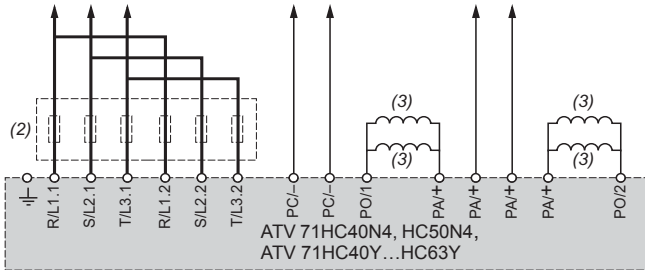 (3) (3)
(2) (3) (3)
R/L1.1 S/L2.1 T/L3.1 R/L1.2 S/L2.2 T/L3.2 PC/– PC/– PO/1 PA/+ PA/+ PA/+ PA/+ PO/2
ATV 71HC40N4, HC50N4,
ATV 71HC40Y…HC63Y